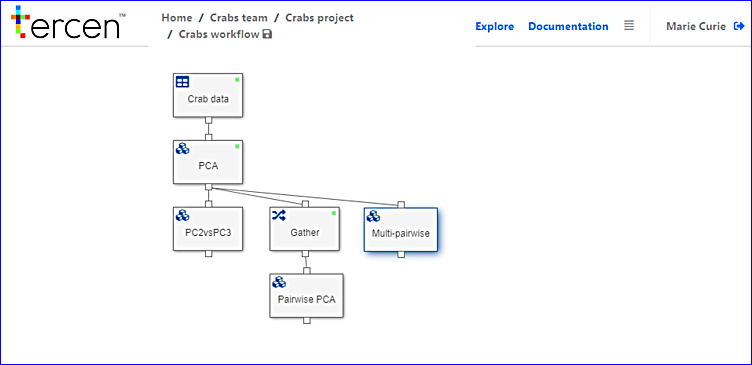 tercen™
Home / Crabs team / Crabs project
/ Crabs workflow
Explore Documentation Marie Curie
Crab data
PCA
PC2vsPC3 Gather Multi-pairwise
Pairwise PCA